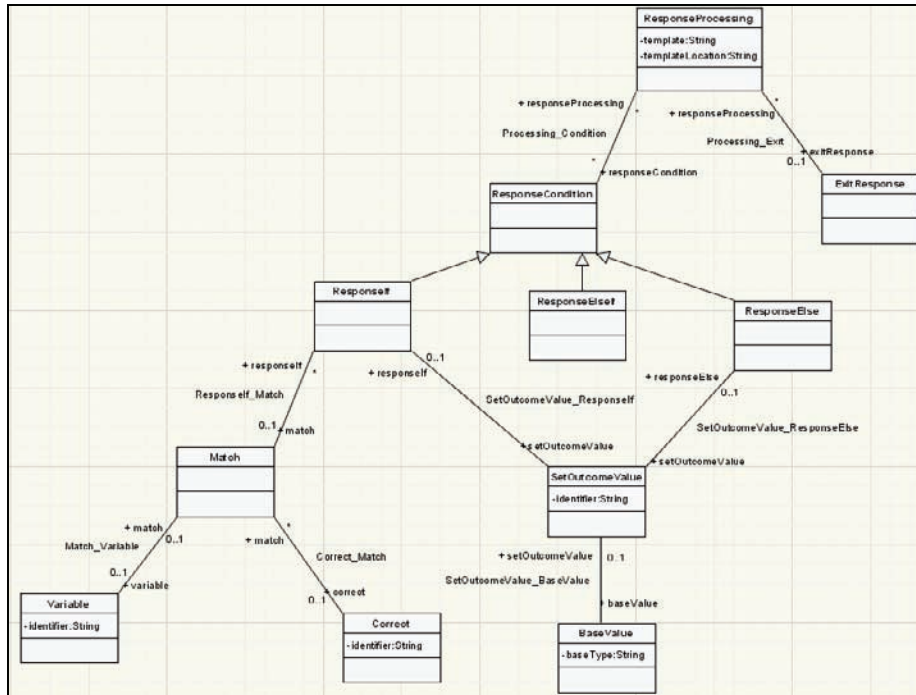 ResponseProcessing
-template:String
-templateLocation:String
+ responseProcessing
*
*
+ responseProcessing
Processing_Condition
Processing_Exit
*
+ exitResponse
0..1
+ responseCondition
ExitResponse
ResponseCondition
ResponseIf
ResponseElseIf
ResponseElse
+ responseIf
*
0..1
+ responseIf
+ responseElse
0..1
ResponseIf_Match
SetOutcomeValue_ResponseIf
SetOutcomeValue_ResponseElse
0..1
+ match
+ setOutcomeValue
+ setOutcomeValue
Match
SetOutcomeValue
-identifier:String
+ match
0..1
*
+ match
Match_Variable
Correct_Match
+ setOutcomeValue
0..1
SetOutcomeValue_BaseValue
0..1
+ variable
0..1
+ correct
+ baseValue
Variable
-identifier:String
Correct
-identifier:String
BaseValue
-baseType:String